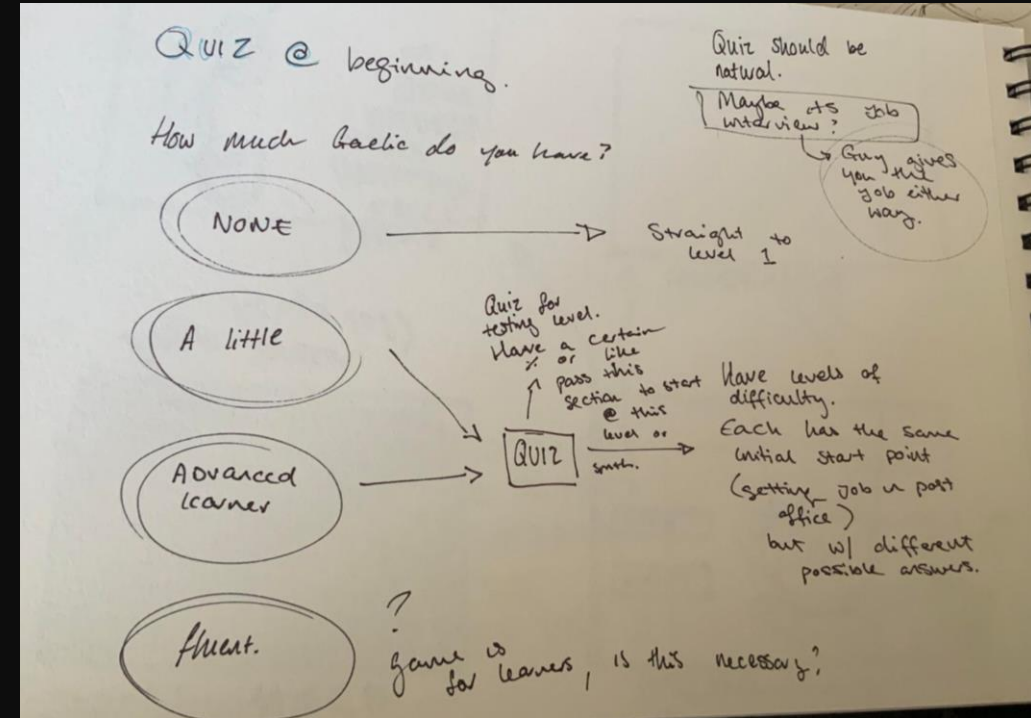 QUIZ @ beginning.
Quiz should be
natural.
Maybe its job
interview?
Guy gives
you the
job either
way.
How much Gaelic do you have?
NONE
Straight to
level 1
A little
Quiz for
testing level.
Have a certain
% or like
pass this
section to start
@ this
level or
smth.
Advanced
learner
QUIZ
Have levels of
difficulty.
Each has the same
initial start point
(getting job in post
office)
but w/ different
possible answers.
fluent.
?
game is
for learners, is this necessary?